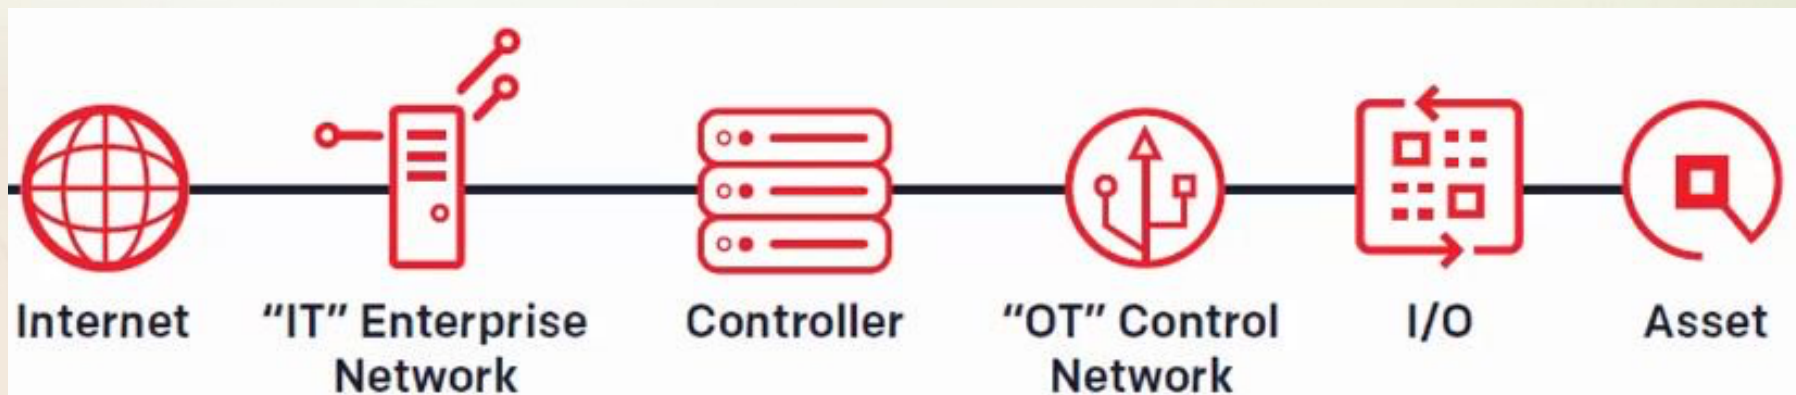 Internet
“IT” Enterprise
Network
Controller
“OT” Control
Network
I/O
Asset